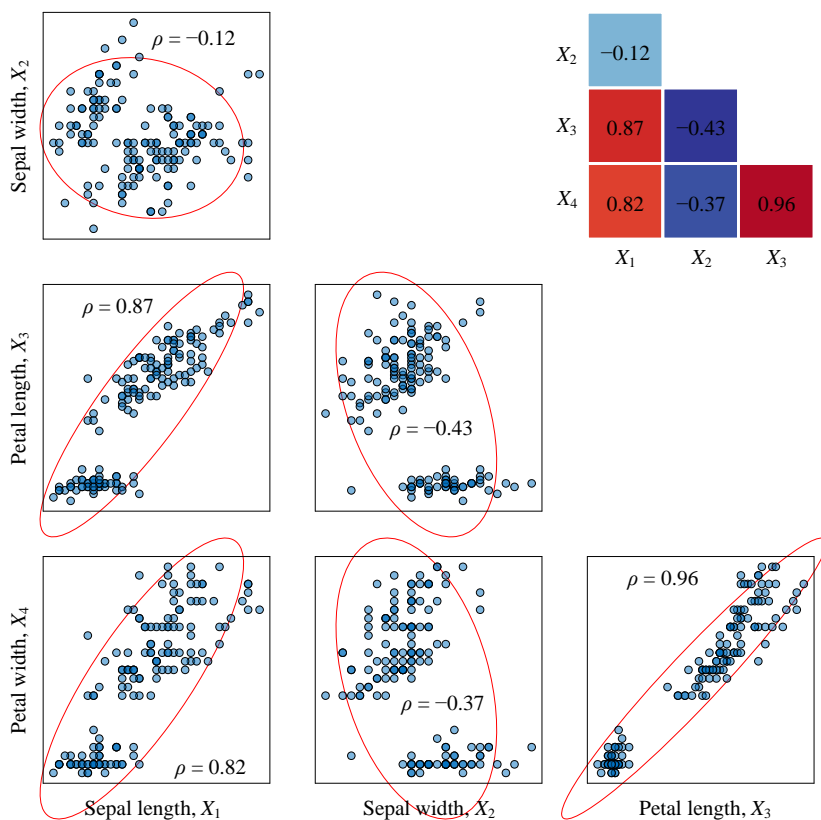 ρ = −0.12
Sepal width, X₂
X₂
−0.12
X₃
0.87
−0.43
X₄
0.82
−0.37
0.96
X₁
X₂
X₃
ρ = 0.87
Petal length, X₃
ρ = −0.43
ρ = 0.96
Petal width, X₄
ρ = −0.37
ρ = 0.82
Sepal length, X₁
Sepal width, X₂
Petal length, X₃